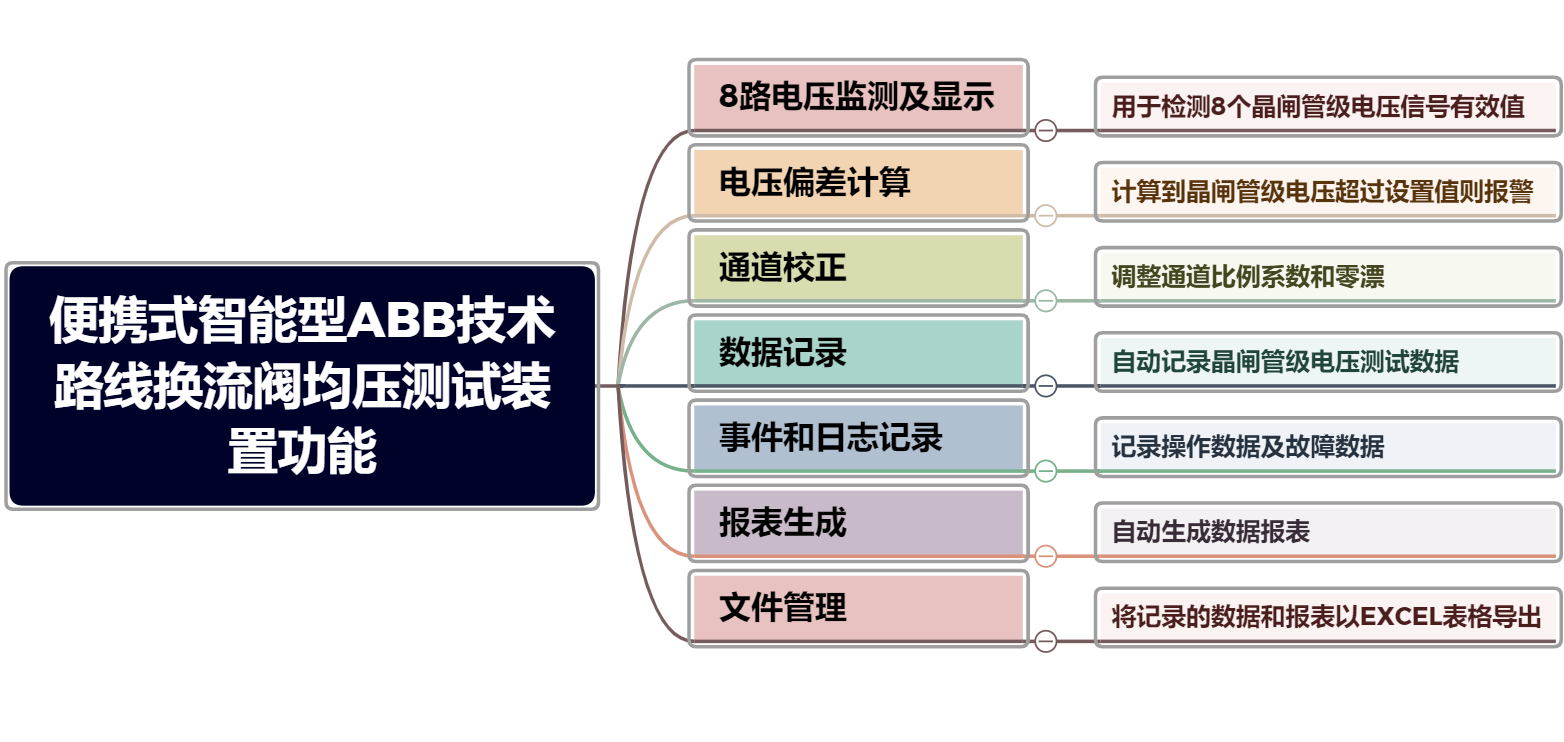 便携式智能型ABB技术
路线换流阀均压测试装
置功能
8路电压监测及显示
用于检测8个晶闸管级电压信号有效值
电压偏差计算
计算到晶闸管级电压超过设置值则报警
通道校正
调整通道比例系数和零漂
数据记录
自动记录晶闸管级电压测试数据
事件和日志记录
记录操作数据及故障数据
报表生成
自动生成数据报表
文件管理
将记录的数据和报表以EXCEL表格导出